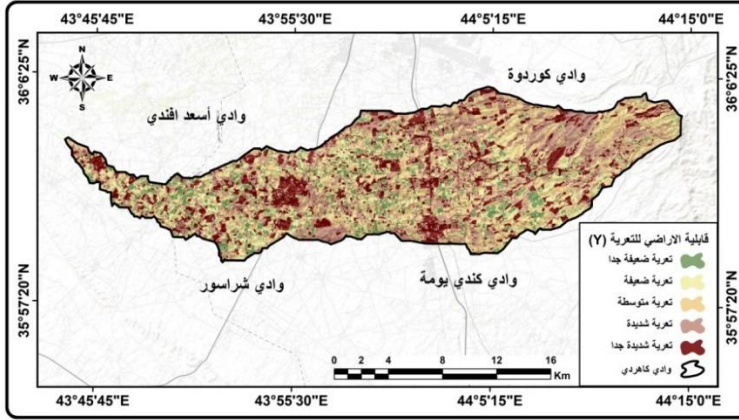 43°45'45"E 43°55'30"E 44°5'15"E 44°15'0"E
36°6'25"N
36°6'25"N
N
W E
S
وادي كوردوة
وادي أسعد افندي
وادي شراسور
وادي كندي يومة
قابلية الاراضي للتعرية (Y)
تعرية ضعيفة جدا
تعرية ضعيفة
تعرية متوسطة
تعرية شديدة
تعرية شديدة جدا
وادي كاهردي
35°57'20"N
35°57'20"N
0 2 4 8 12 16
Km
43°45'45"E 43°55'30"E 44°5'15"E 44°15'0"E